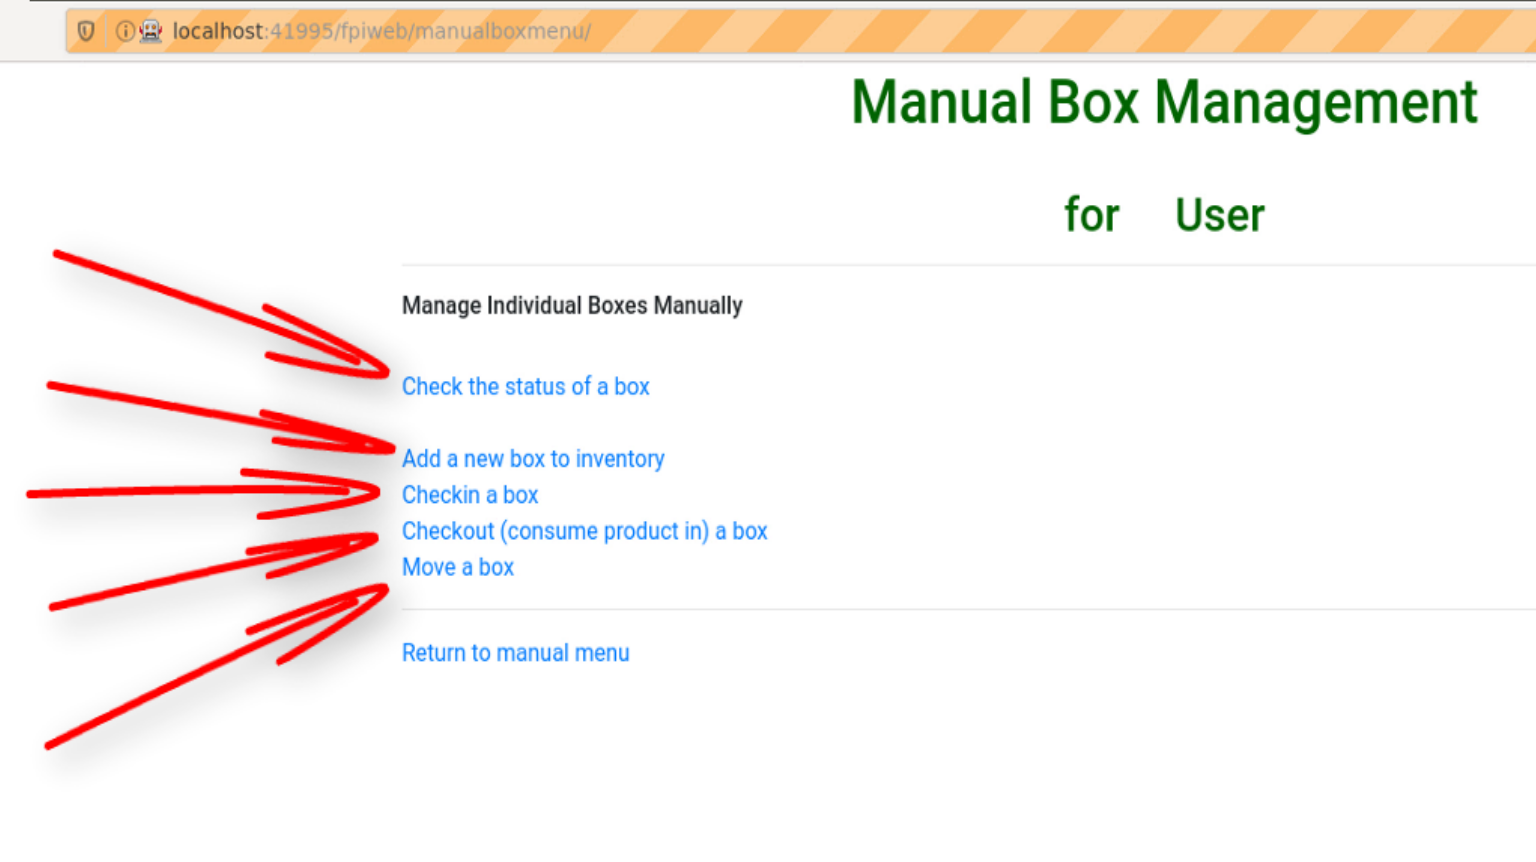 localhost:41995/fpiweb/manualboxmenu/
Manual Box Management
for User
Manage Individual Boxes Manually
Check the status of a box
Add a new box to inventory
Checkin a box
Checkout (consume product in) a box
Move a box
Return to manual menu